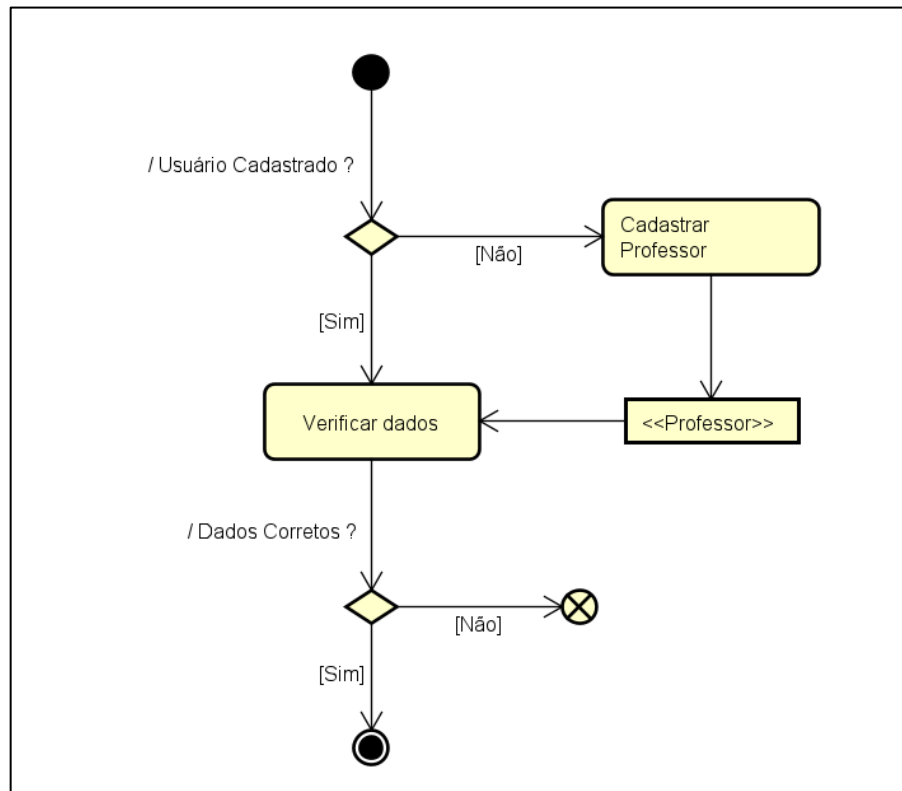 / Usuário Cadastrado ?
[Não]
Cadastrar
Professor
[Sim]
Verificar dados
<<Professor>>
/ Dados Corretos ?
[Não]
[Sim]